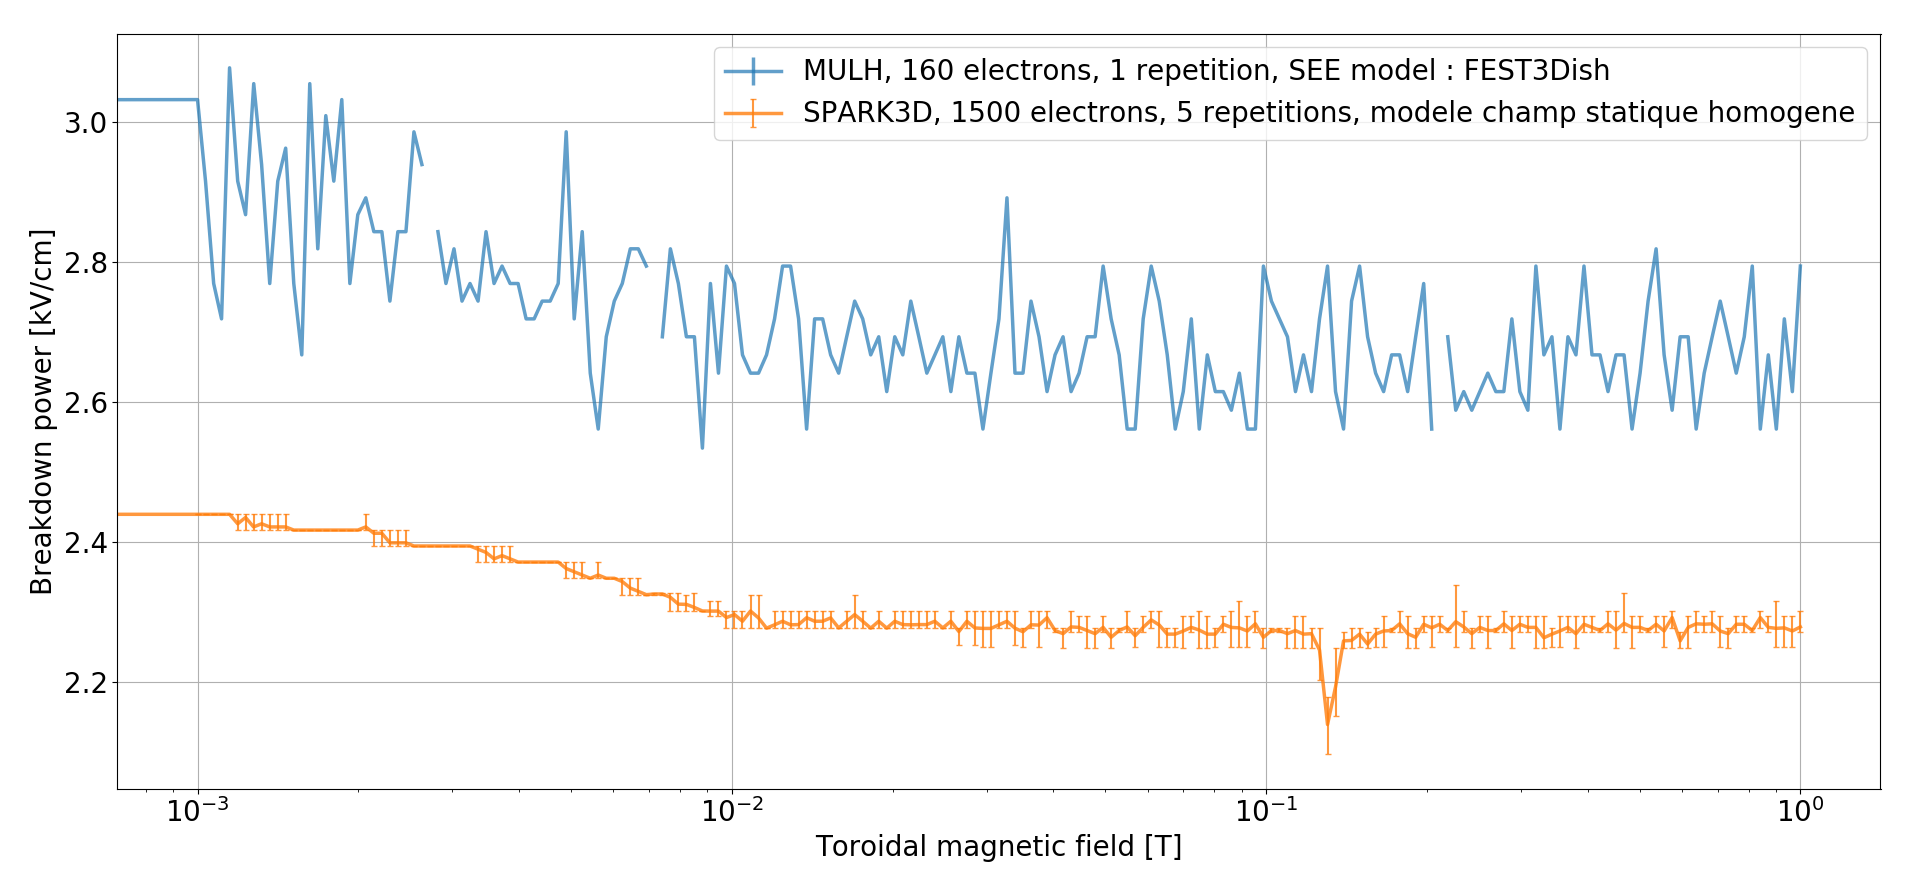 MULH, 160 electrons, 1 repetition, SEE model : FEST3Dish
SPARK3D, 1500 electrons, 5 repetitions, modele champ statique homogene
Breakdown power [kV/cm]
3.0
2.8
2.6
2.4
2.2
10⁻³ 10⁻² 10⁻¹ 10⁰
Toroidal magnetic field [T]